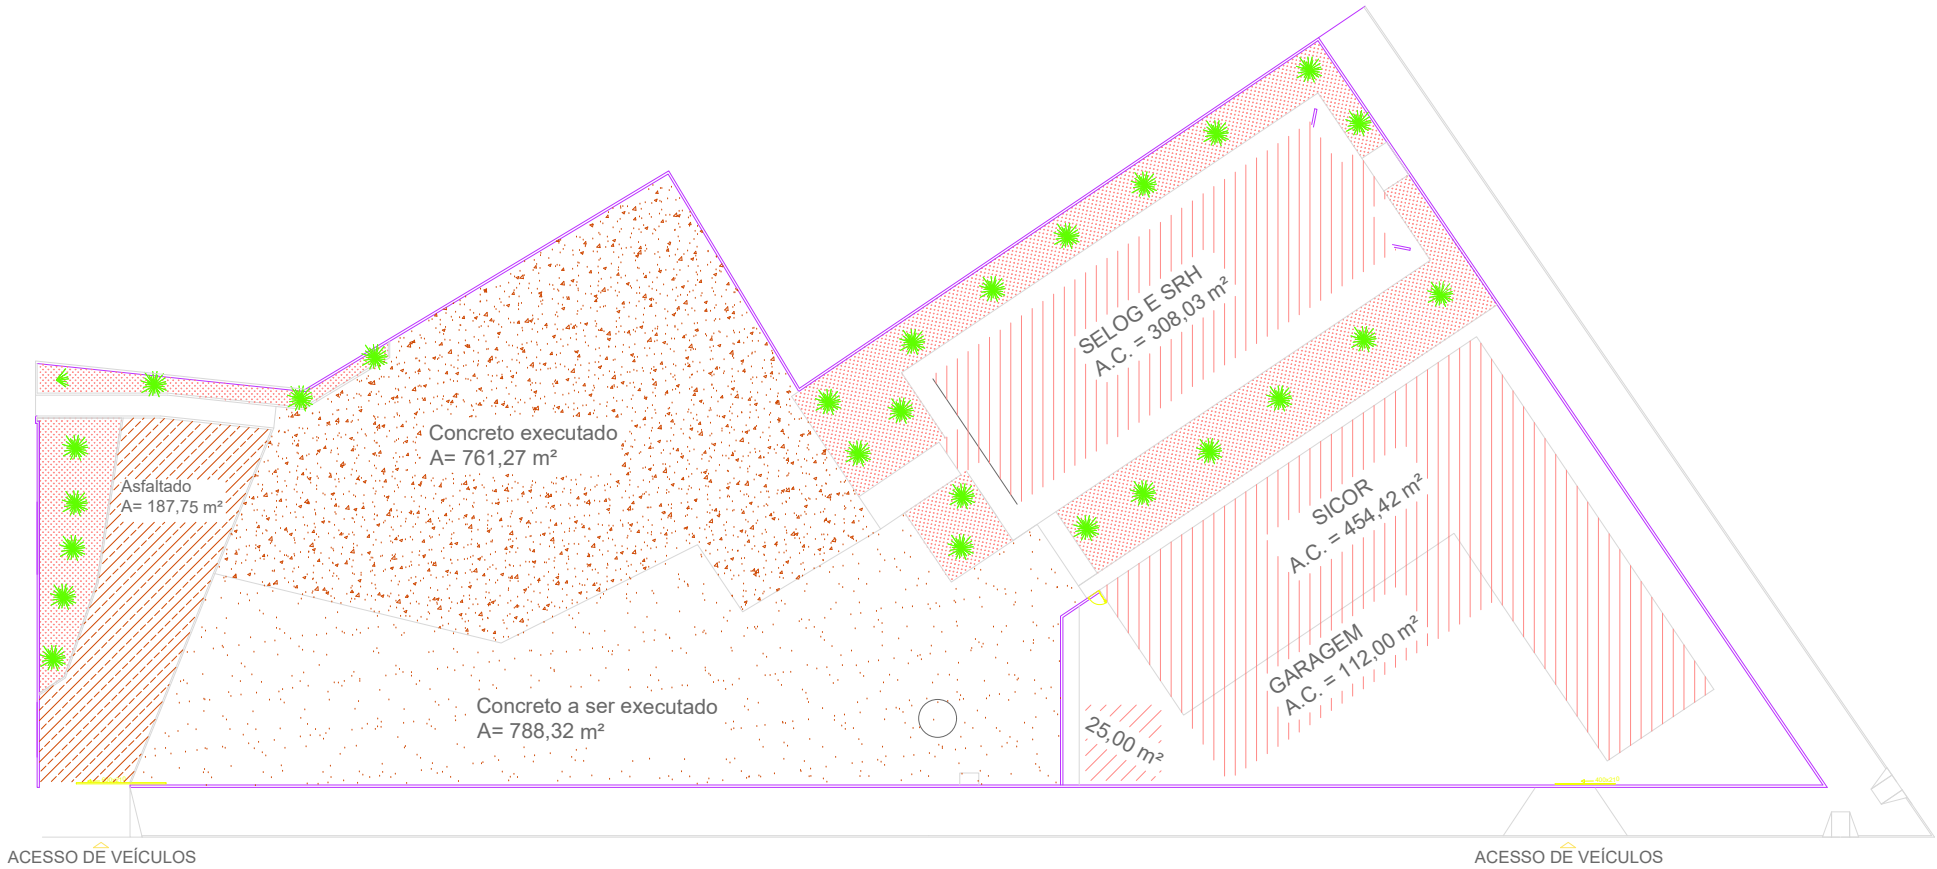 SELOG E SRH
A.C. = 308,03 m²
Concreto executado
A= 761,27 m²
Asfaltado
A= 187,75 m²
SICOR
A.C. = 454,42 m²
GARAGEM
A.C. = 112,00 m²
Concreto a ser executado
A= 788,32 m²
25,00 m²
ACESSO DE VEÍCULOS
ACESSO DE VEÍCULOS